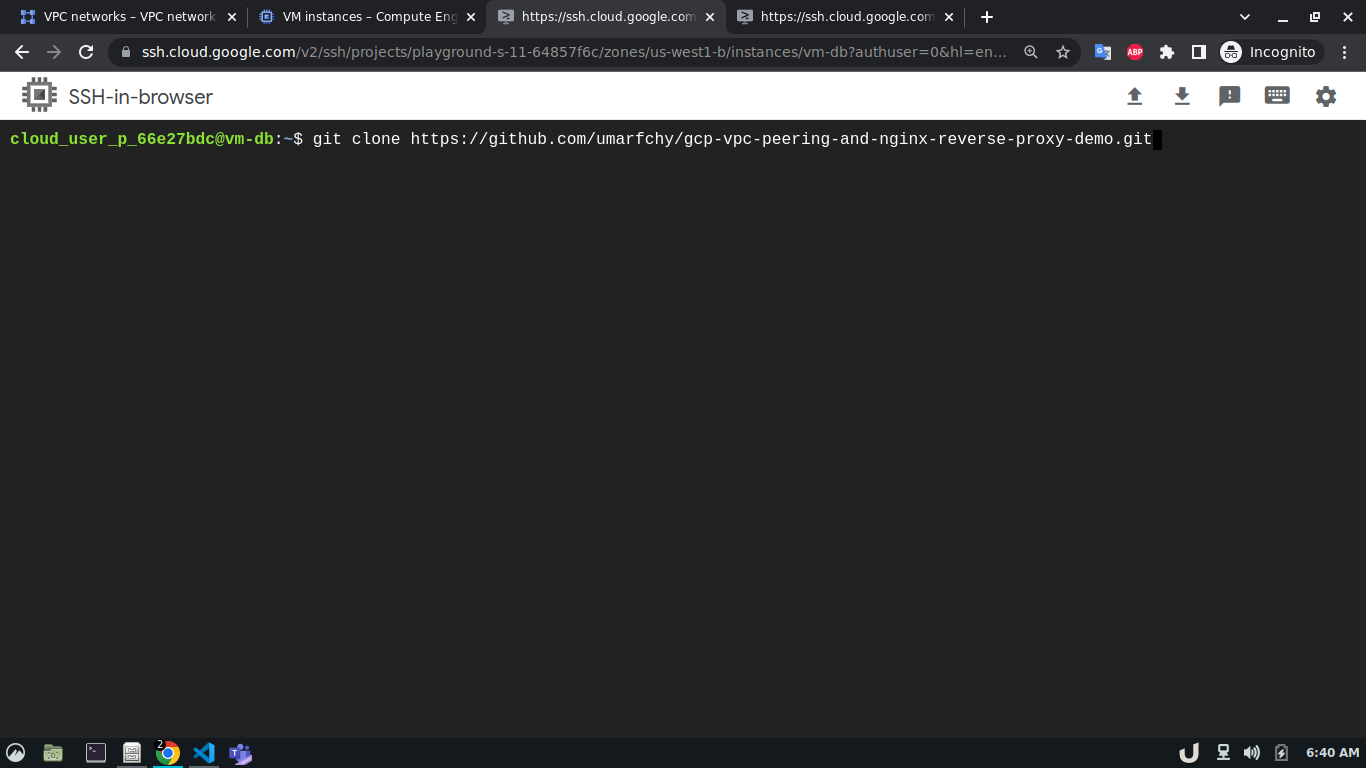 VPC networks – VPC network
VM instances – Compute Eng
https://ssh.cloud.google.com
https://ssh.cloud.google.com
ssh.cloud.google.com/v2/ssh/projects/playground-s-11-64857f6c/zones/us-west1-b/instances/vm-db?authuser=0&hl=en...
ABP
Incognito
SSH-in-browser
cloud_user_p_66e27bdc@vm-db:~$ git clone https://github.com/umarfchy/gcp-vpc-peering-and-nginx-reverse-proxy-demo.git
2
6:40 AM